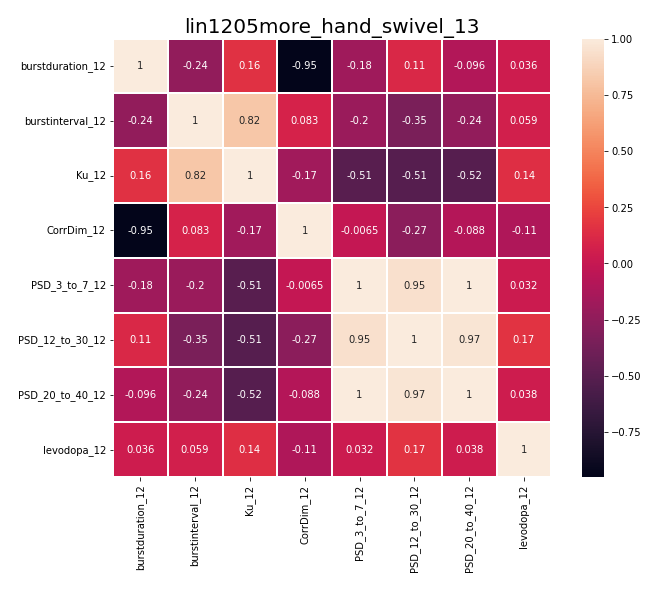 lin1205more_hand_swivel_13
burstduration_12 1 -0.24 0.16 -0.95 -0.18 0.11 -0.096 0.036
burstinterval_12 -0.24 1 0.82 0.083 -0.2 -0.35 -0.24 0.059
Ku_12 0.16 0.82 1 -0.17 -0.51 -0.51 -0.52 0.14
CorrDim_12 -0.95 0.083 -0.17 1 -0.0065 -0.27 -0.088 -0.11
PSD_3_to_7_12 -0.18 -0.2 -0.51 -0.0065 1 0.95 1 0.032
PSD_12_to_30_12 0.11 -0.35 -0.51 -0.27 0.95 1 0.97 0.17
PSD_20_to_40_12 -0.096 -0.24 -0.52 -0.088 1 0.97 1 0.038
levodopa_12 0.036 0.059 0.14 -0.11 0.032 0.17 0.038 1
burstduration_12
burstinterval_12
Ku_12
CorrDim_12
PSD_3_to_7_12
PSD_12_to_30_12
PSD_20_to_40_12
levodopa_12
1.00
0.75
0.50
0.25
0.00
−0.25
−0.50
−0.75